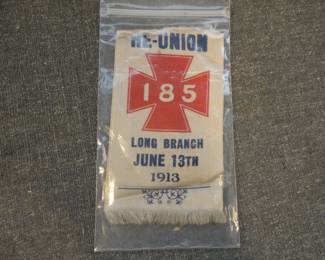 RE-UNION
185
LONG BRANCH
JUNE 13TH
1913